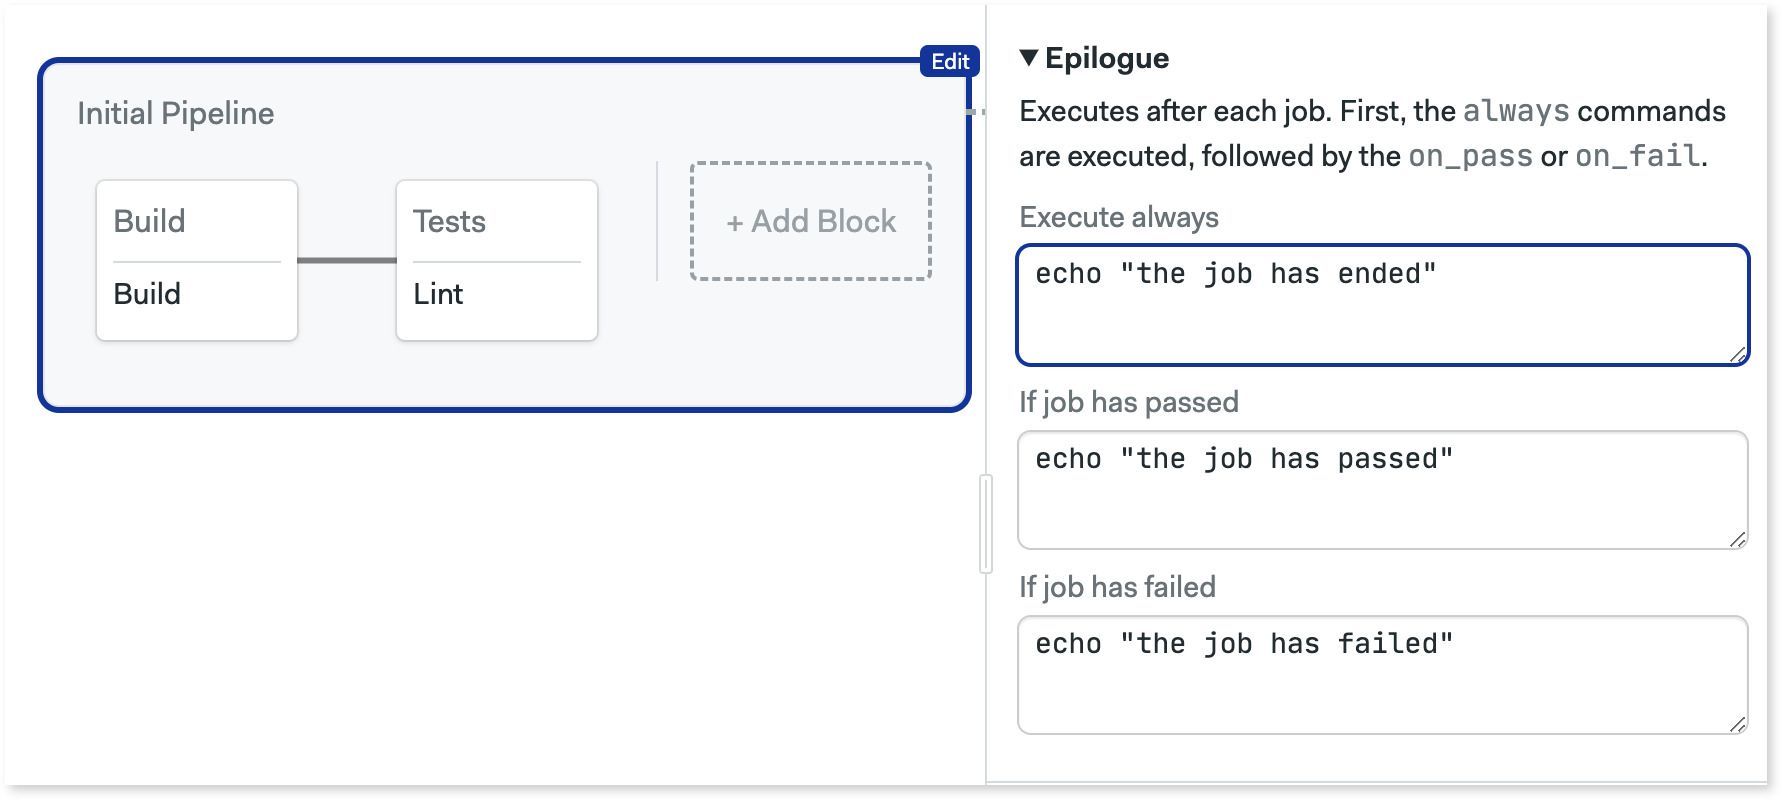 Edit
Initial Pipeline
Build
Build
Tests
Lint
+ Add Block
▼ Epilogue
Executes after each job. First, the always commands
are executed, followed by the on_pass or on_fail.
Execute always
echo "the job has ended"
If job has passed
echo "the job has passed"
If job has failed
echo "the job has failed"